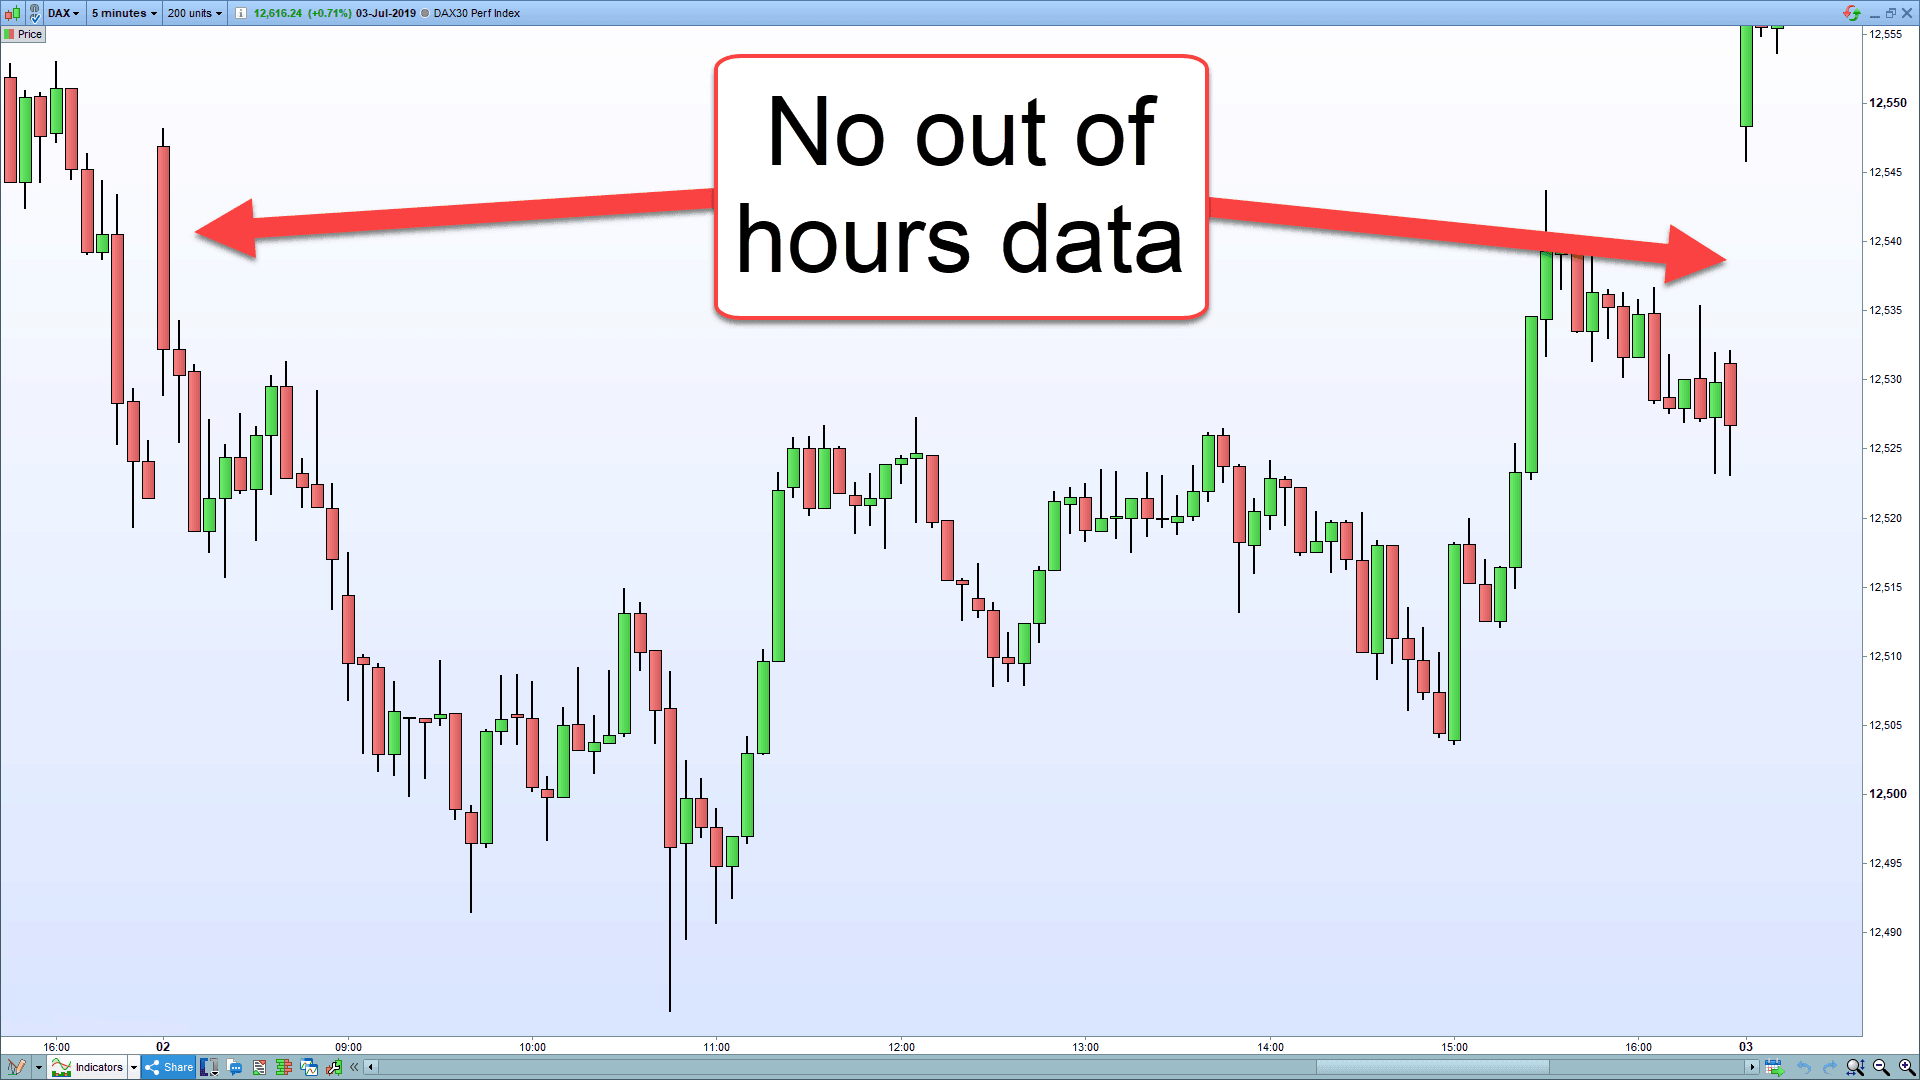 DAX 5 minutes 200 units 12,616.24 (+0.71%) 03-Jul-2019 DAX30 Perf Index
Price
No out of
hours data
12,555
12,550
12,545
12,540
12,535
12,530
12,525
12,520
12,515
12,510
12,505
12,500
12,495
12,490
16:00 02 09:00 10:00 11:00 12:00 13:00 14:00 15:00 16:00 03
Indicators Share